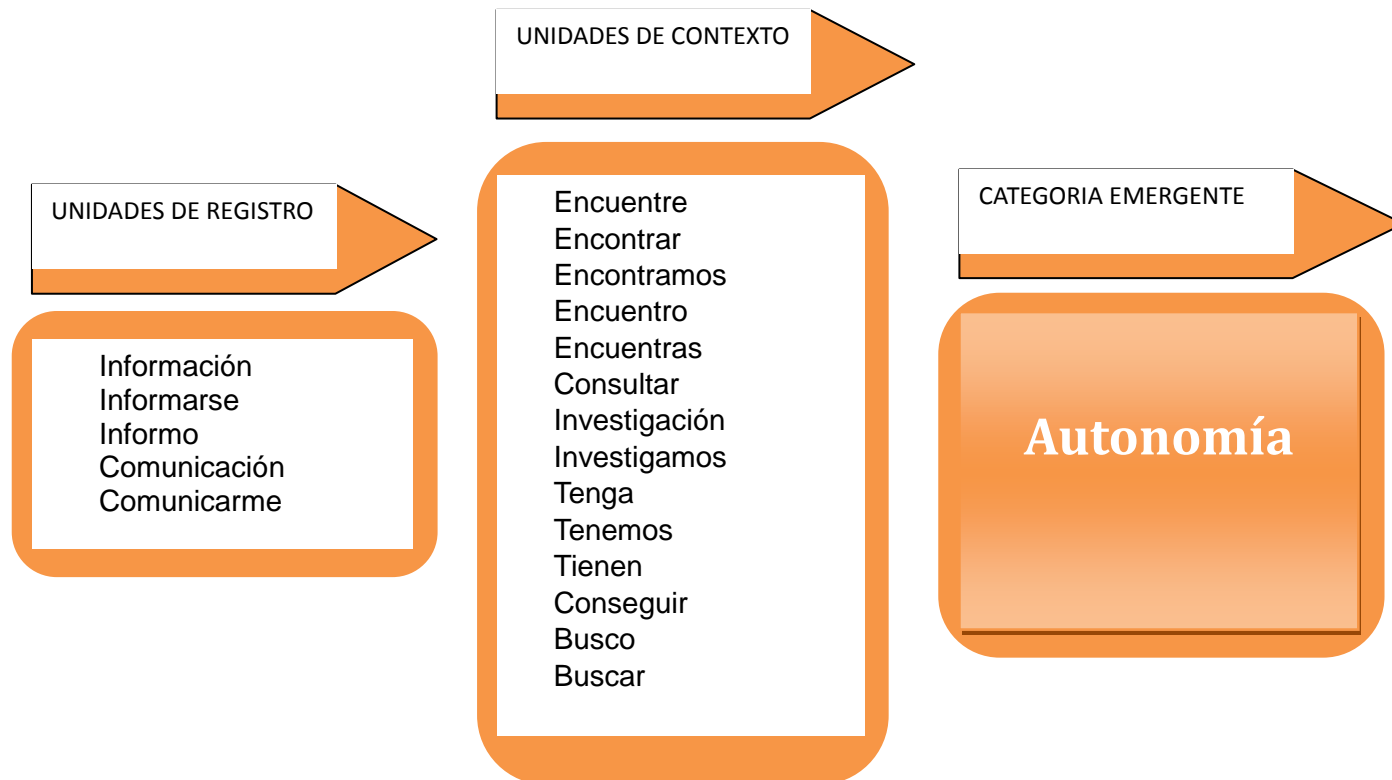 UNIDADES DE REGISTRO
Información
Informarse
Informo
Comunicación
Comunicarme
UNIDADES DE CONTEXTO
Encuentre
Encontrar
Encontramos
Encuentro
Encuentras
Consultar
Investigación
Investigamos
Tenga
Tenemos
Tienen
Conseguir
Busco
Buscar
CATEGORIA EMERGENTE
Autonomía